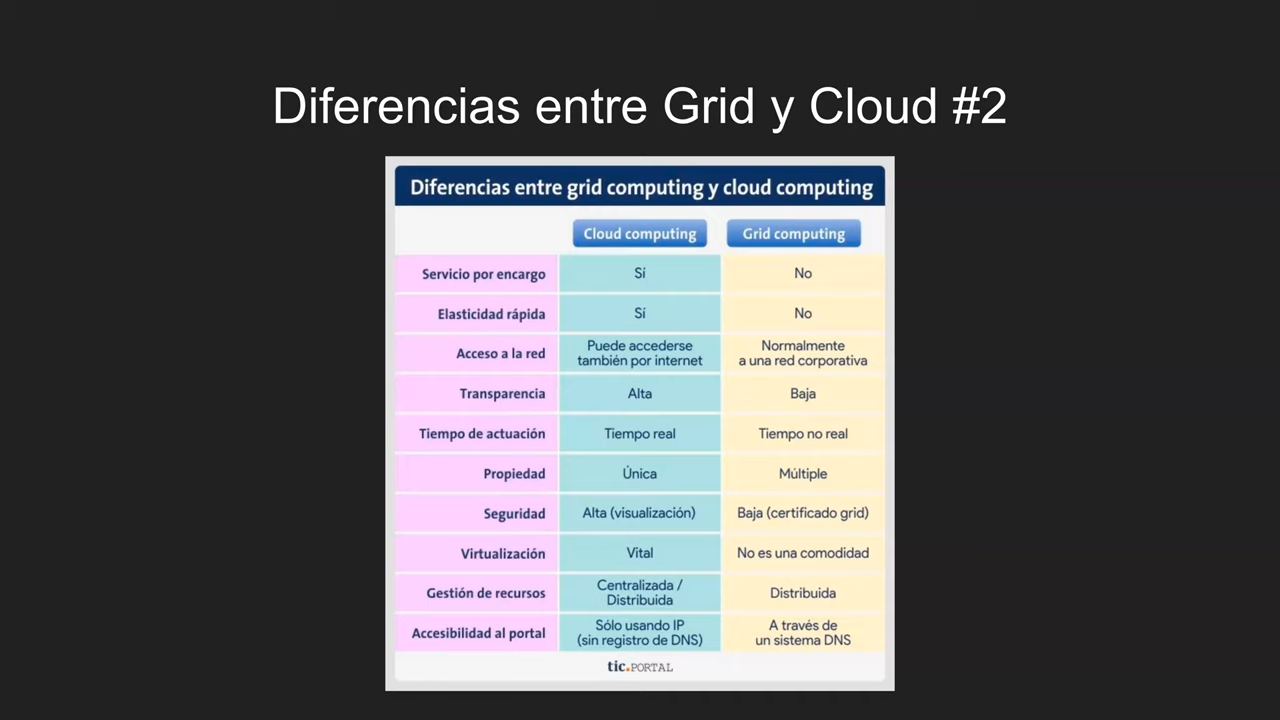 Diferencias entre Grid y Cloud #2
Diferencias entre grid computing y cloud computing
Cloud computing Grid computing
Servicio por encargo Sí No
Elasticidad rápida Sí No
Acceso a la red Puede accederse también por internet Normalmente a una red corporativa
Transparencia Alta Baja
Tiempo de actuación Tiempo real Tiempo no real
Propiedad Única Múltiple
Seguridad Alta (visualización) Baja (certificado grid)
Virtualización Vital No es una comodidad
Gestión de recursos Centralizada / Distribuida Distribuida
Accesibilidad al portal Sólo usando IP (sin registro de DNS) A través de un sistema DNS
tic.PORTAL